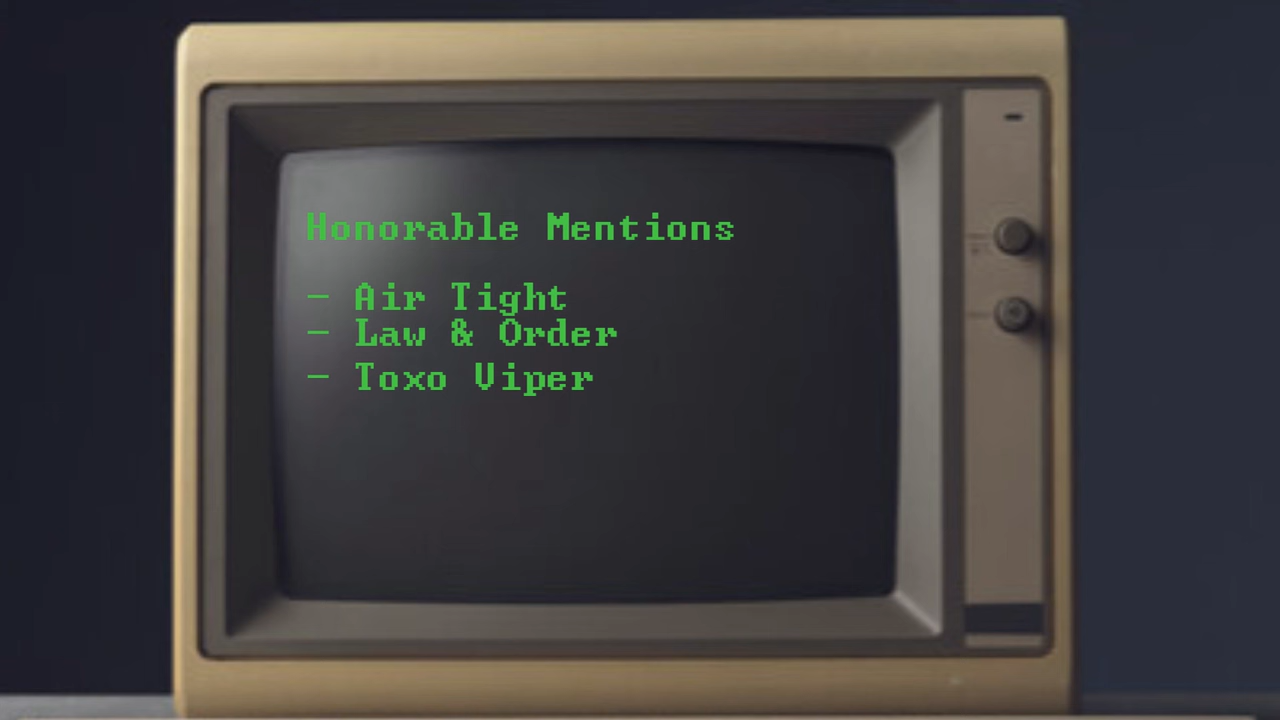 Honorable Mentions
- Air Tight
- Law & Order
- Toxo Viper